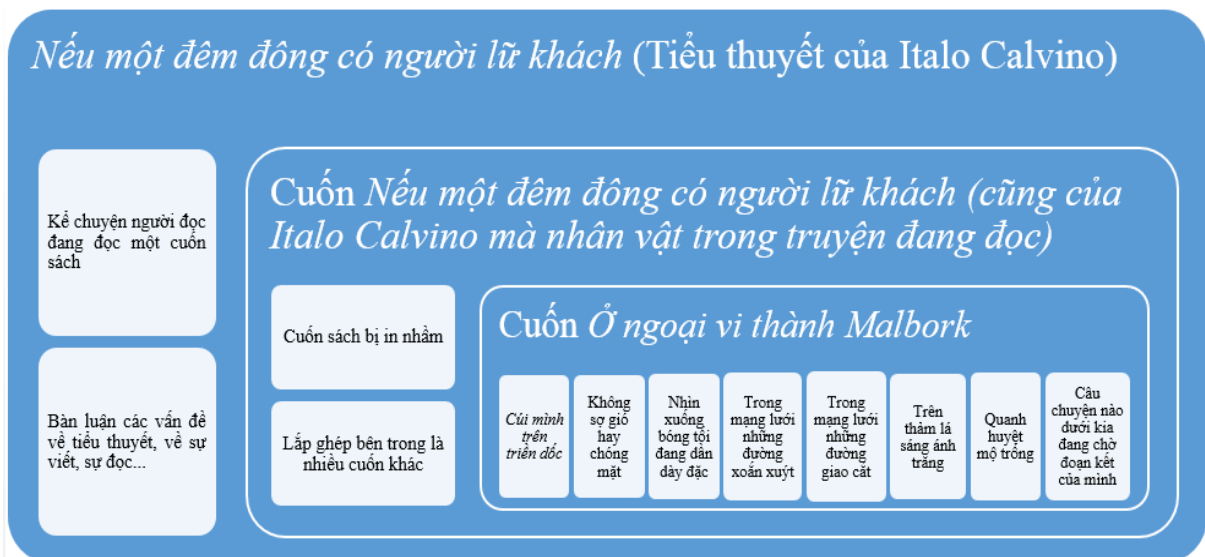 Nếu một đêm đông có người lữ khách (Tiểu thuyết của Italo Calvino)
Kể chuyện người đọc
đang đọc một cuốn
sách
Bàn luận các vấn đề
về tiểu thuyết, về sự
viết, sự đọc...
Cuốn Nếu một đêm đông có người lữ khách (cũng của
Italo Calvino mà nhân vật trong truyện đang đọc)
Cuốn sách bị in nhầm
Lắp ghép bên trong là
nhiều cuốn khác
Cuốn Ở ngoại vi thành Malbork
Cúi mình
trên
triền dốc
Không
sợ gió
hay
chóng
mặt
Nhìn
xuống
bóng tội
đang dần
dày đặc
Trong
mạng lưới
những
đường
xoắn xuýt
Trong
mạng lưới
những
đường
giao cắt
Trên
thảm lá
sáng ánh
trăng
Quanh
huyệt
mộ trống
Câu
chuyện nào
dưới kia
đang chờ
đoạn kết
của mình